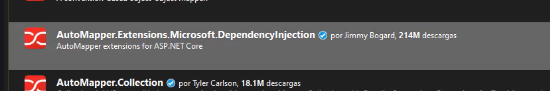 AutoMapper.Extensions.Microsoft.DependencyInjection por Jimmy Bogard, 214M descargas
AutoMapper extensions for ASP.NET Core
AutoMapper.Collection por Tyler Carlson, 18.1M descargas